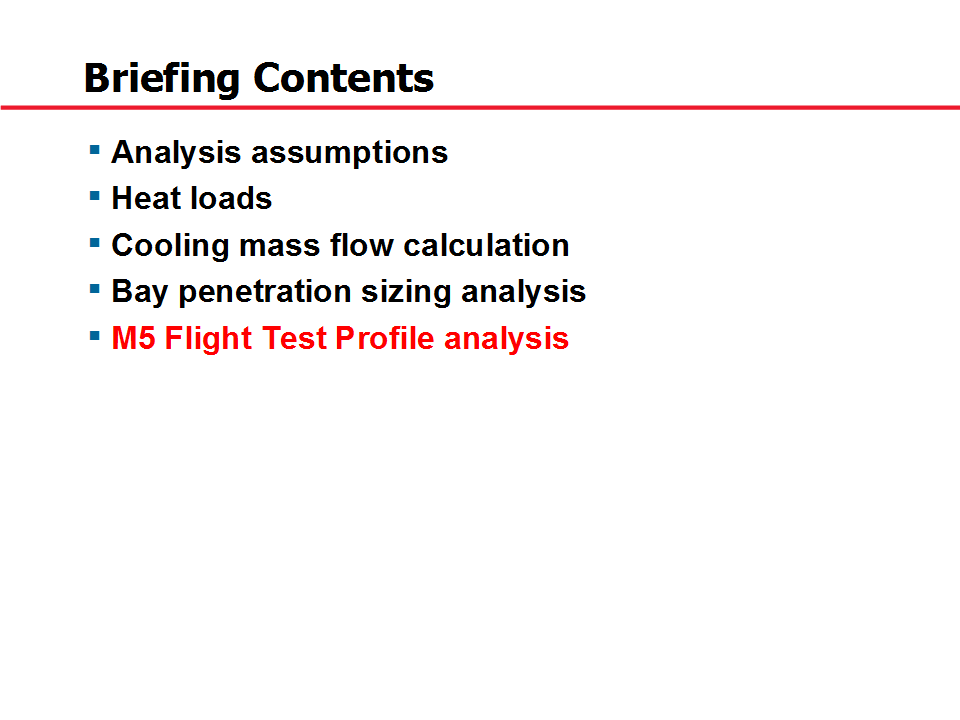 Briefing Contents
▪ Analysis assumptions
▪ Heat loads
▪ Cooling mass flow calculation
▪ Bay penetration sizing analysis
▪ M5 Flight Test Profile analysis